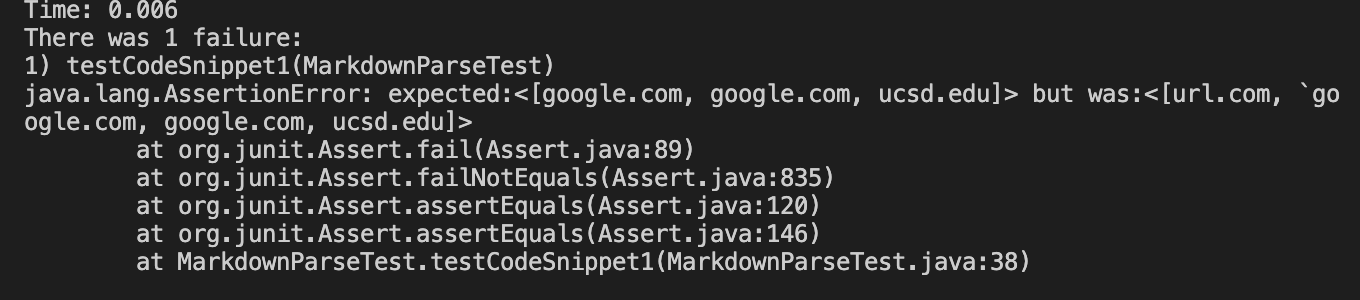 Time: 0.006
There was 1 failure:
1) testCodeSnippet1(MarkdownParseTest)
java.lang.AssertionError: expected:<[google.com, google.com, ucsd.edu]> but was:<[url.com, `go
ogle.com, google.com, ucsd.edu]>
        at org.junit.Assert.fail(Assert.java:89)
        at org.junit.Assert.failNotEquals(Assert.java:835)
        at org.junit.Assert.assertEquals(Assert.java:120)
        at org.junit.Assert.assertEquals(Assert.java:146)
        at MarkdownParseTest.testCodeSnippet1(MarkdownParseTest.java:38)